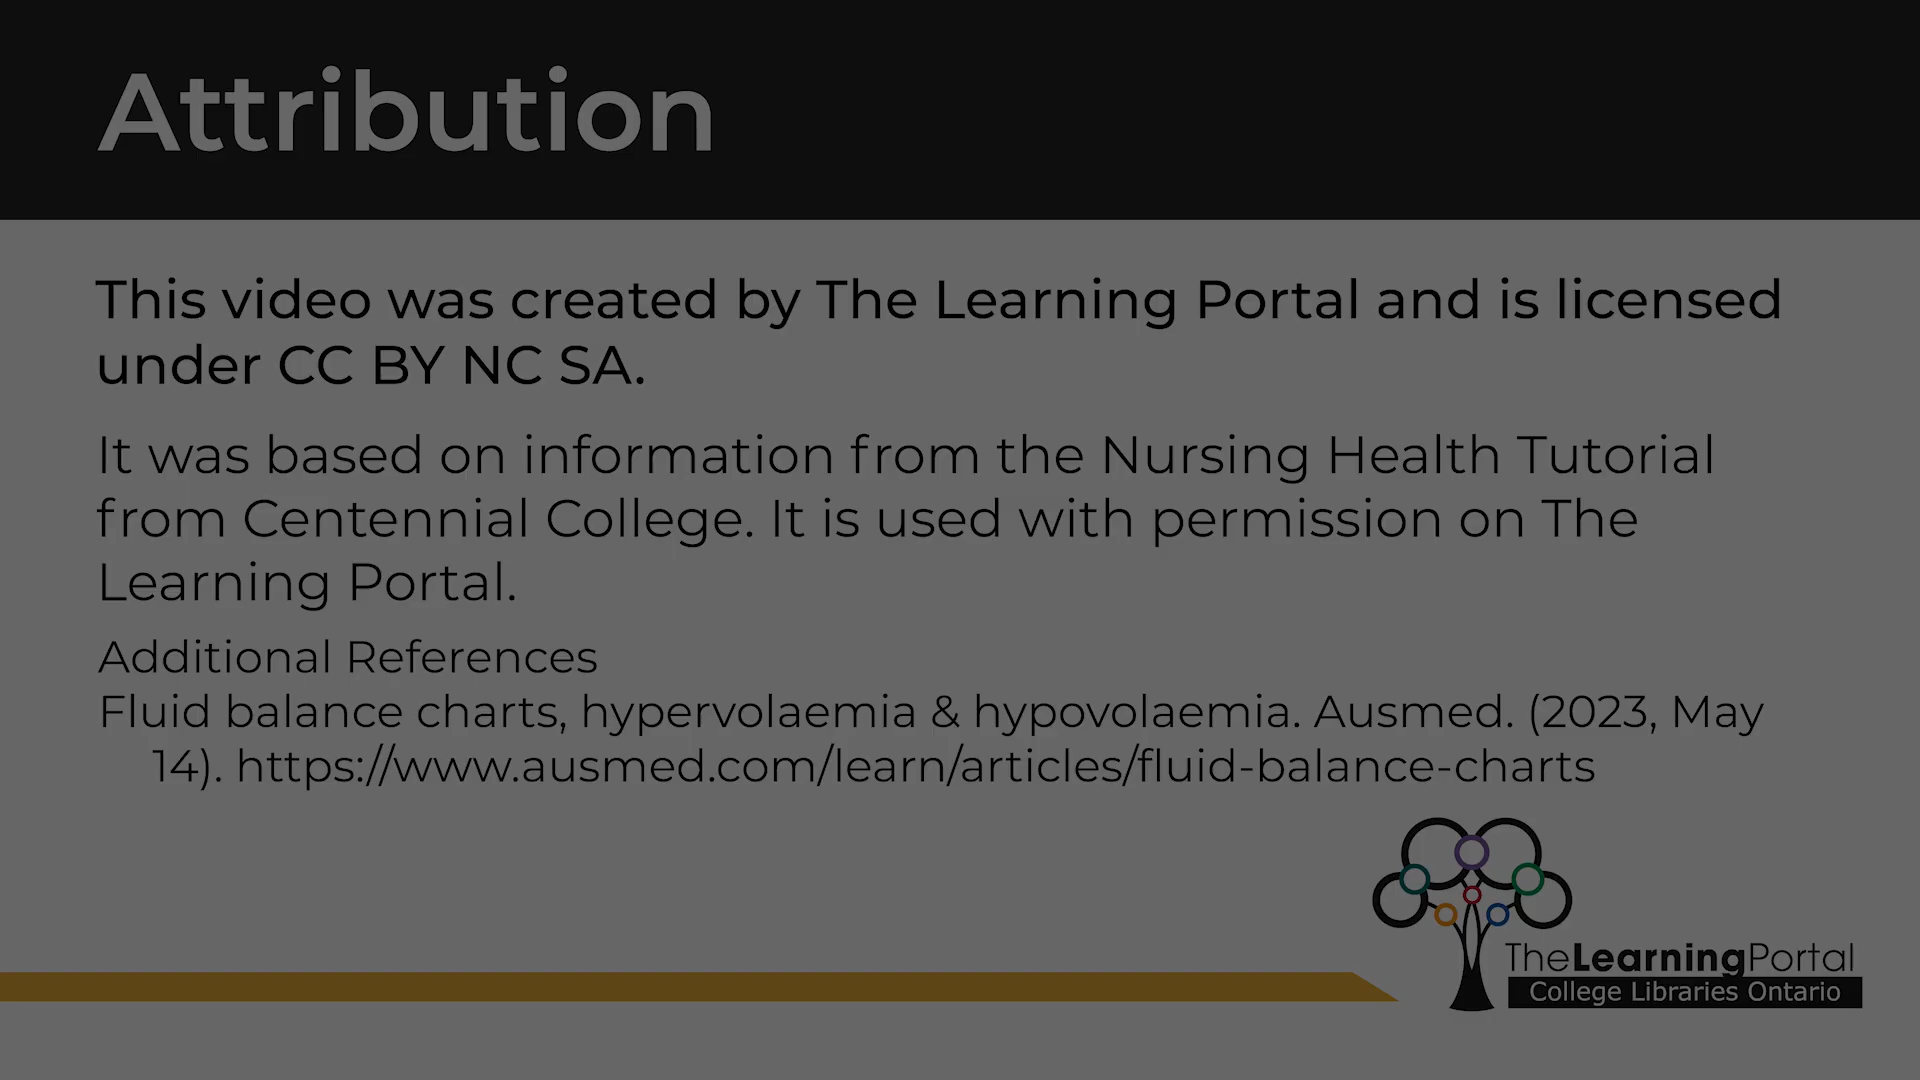 Attribution
This video was created by The Learning Portal and is licensed
under CC BY NC SA.
It was based on information from the Nursing Health Tutorial
from Centennial College. It is used with permission on The
Learning Portal.
Additional References
Fluid balance charts, hypervolaemia & hypovolaemia. Ausmed. (2023, May
14). https://www.ausmed.com/learn/articles/fluid-balance-charts
TheLearningPortal
College Libraries Ontario